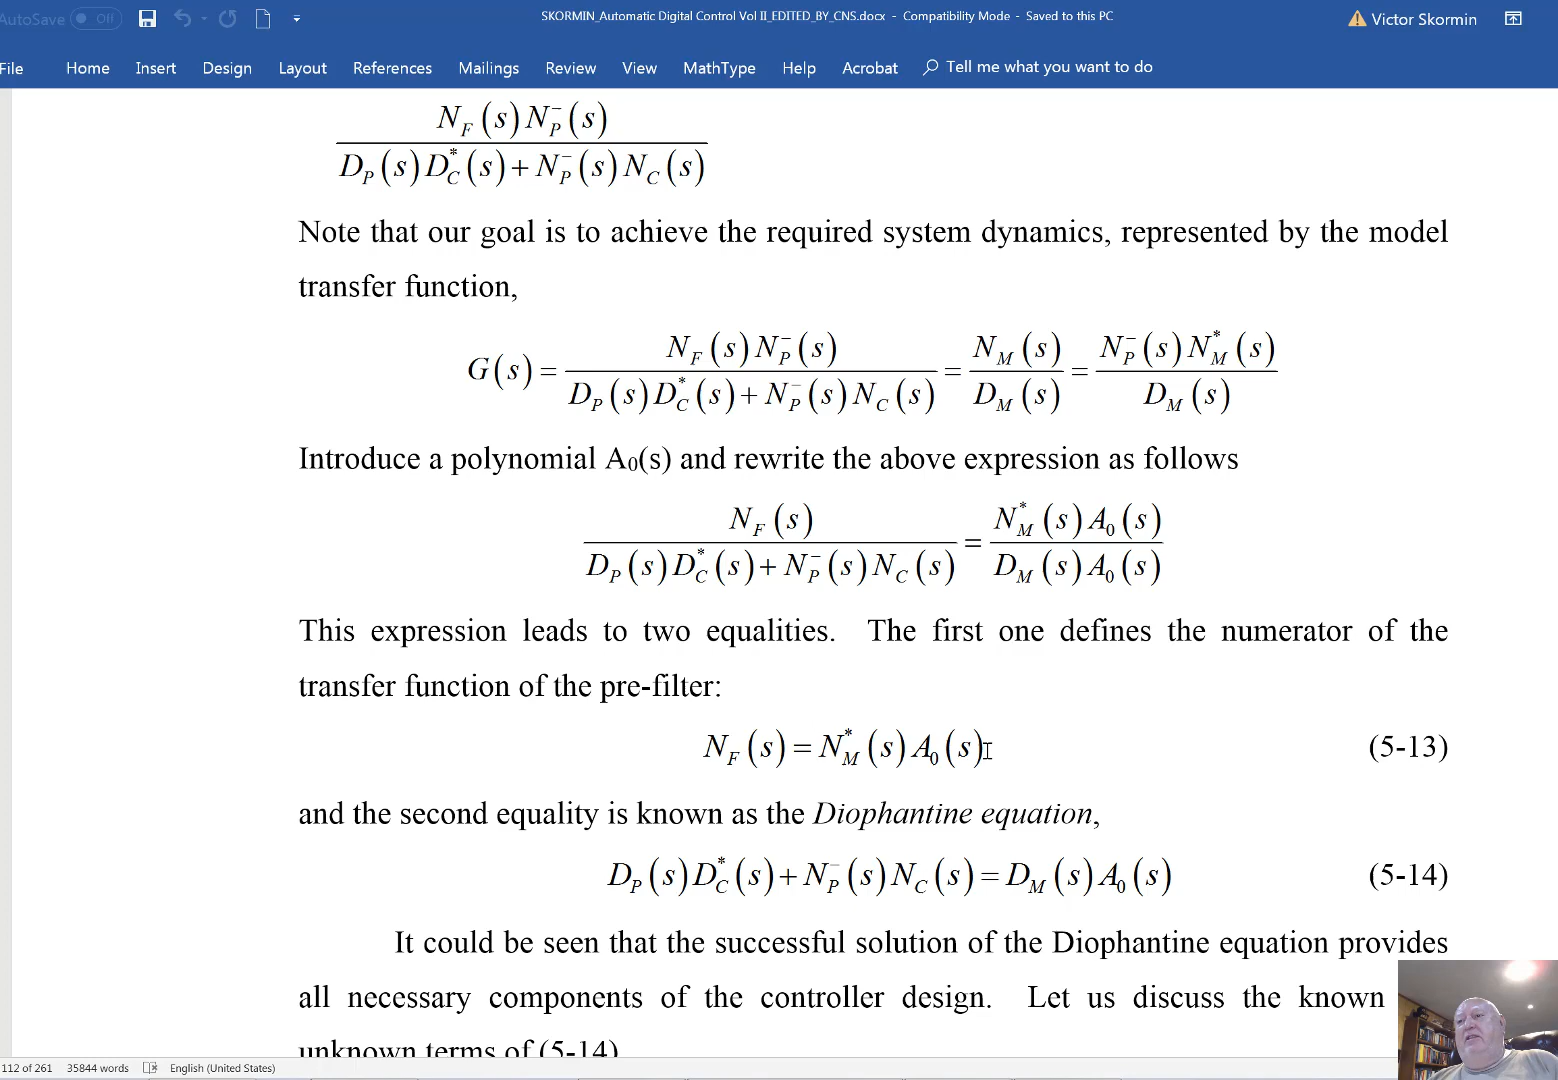 AutoSave Off
SKORMIN_Automatic Digital Control Vol II_EDITED_BY_CNS.docx - Compatibility Mode - Saved to this PC
Victor Skormin
File Home Insert Design Layout References Mailings Review View MathType Help Acrobat Tell me what you want to do
N_F(s)N_P^-(s)
D_P(s)D_C^*(s)+N_P^-(s)N_C(s)
Note that our goal is to achieve the required system dynamics, represented by the model
transfer function,
G(s) = N_F(s)N_P^-(s) / D_P(s)D_C^*(s)+N_P^-(s)N_C(s) = N_M(s) / D_M(s) = N_P^-(s)N_M^*(s) / D_M(s)
Introduce a polynomial A₀(s) and rewrite the above expression as follows
N_F(s) / D_P(s)D_C^*(s)+N_P^-(s)N_C(s) = N_M^*(s)A_0(s) / D_M(s)A_0(s)
This expression leads to two equalities. The first one defines the numerator of the
transfer function of the pre-filter:
N_F(s) = N_M^*(s)A_0(s) (5-13)
and the second equality is known as the Diophantine equation,
D_P(s)D_C^*(s)+N_P^-(s)N_C(s) = D_M(s)A_0(s) (5-14)
It could be seen that the successful solution of the Diophantine equation provides
all necessary components of the controller design. Let us discuss the known
unknown terms of (5-14)
112 of 261 35844 words English (United States)